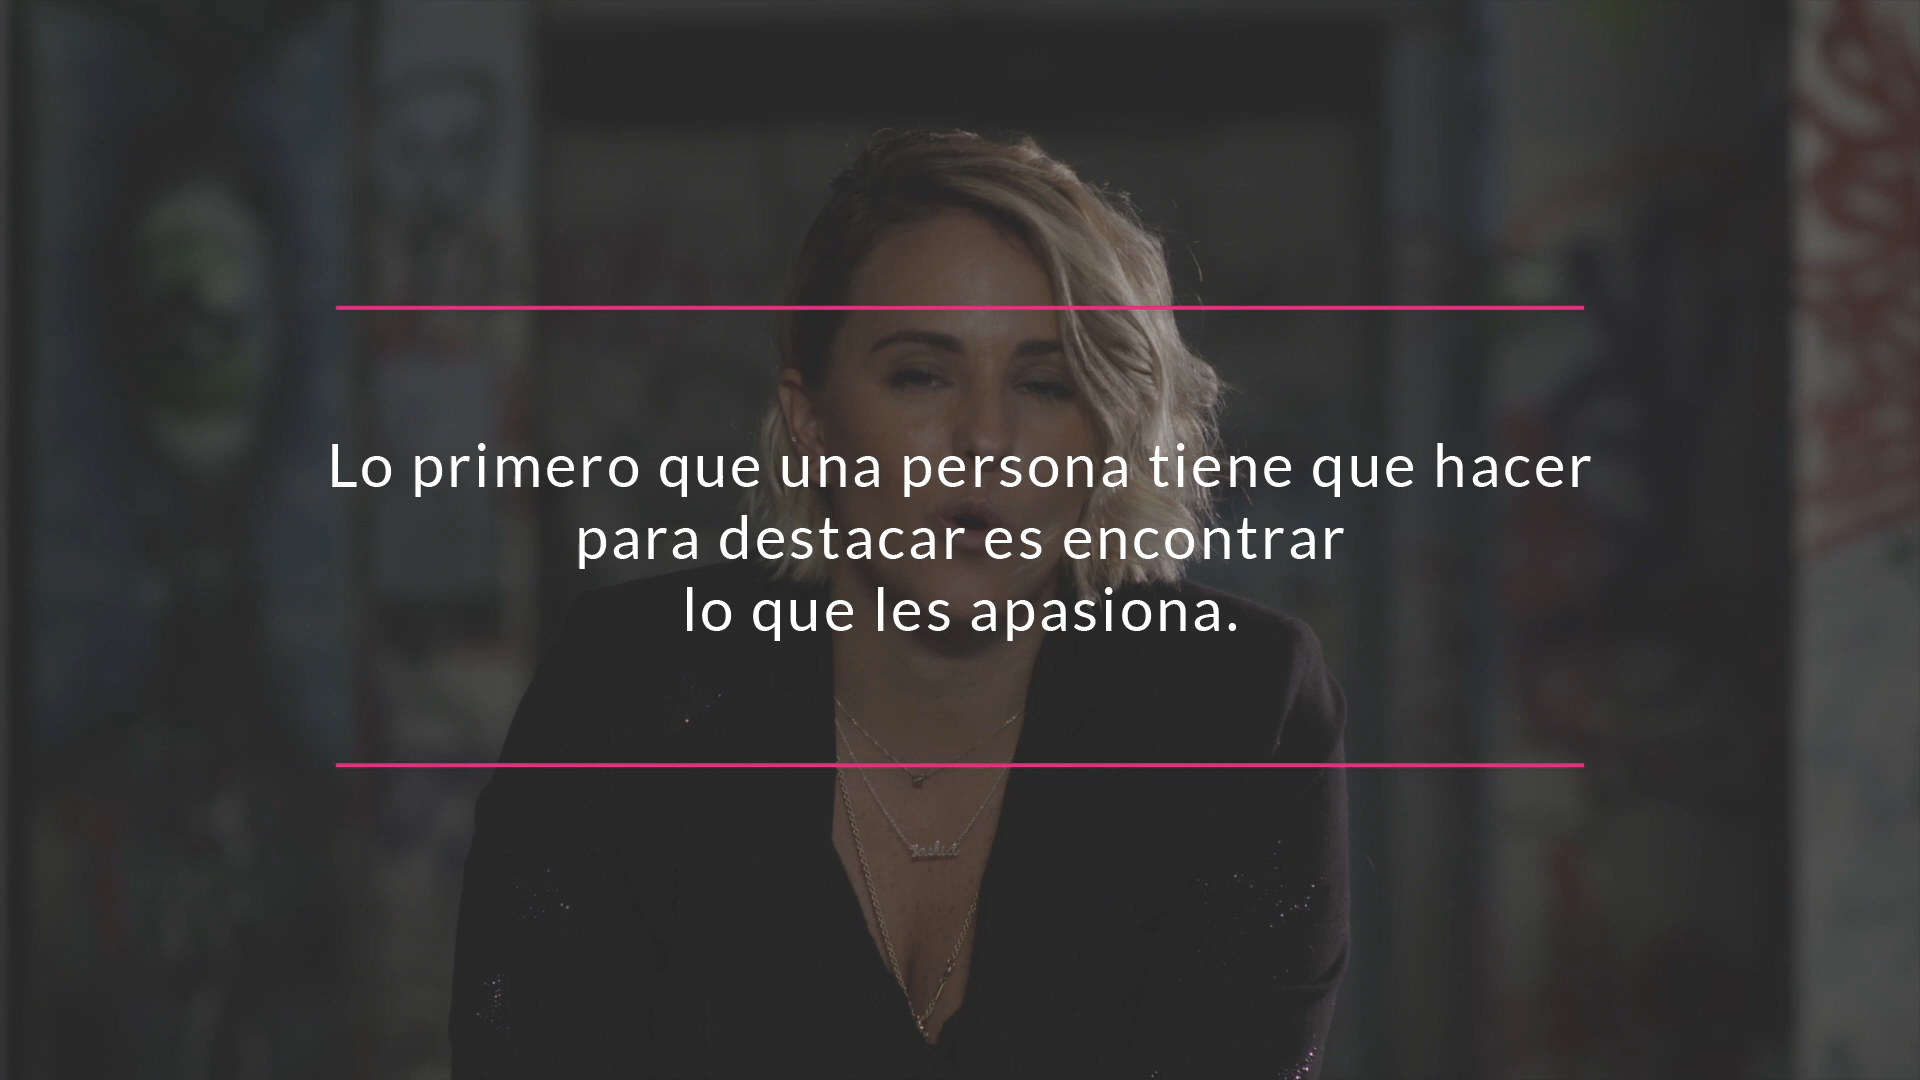 Lo primero que una persona tiene que hacer
para destacar es encontrar
lo que les apasiona.